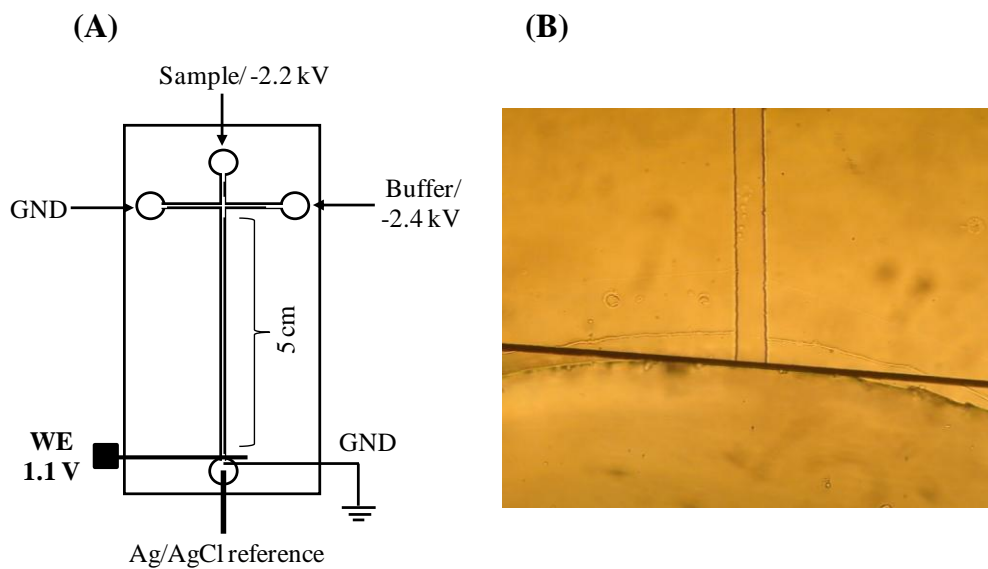 (A)
(B)
Sample/ -2.2 kV
Buffer/
-2.4 kV
GND
5 cm
WE
1.1 V
GND
Ag/AgCl reference